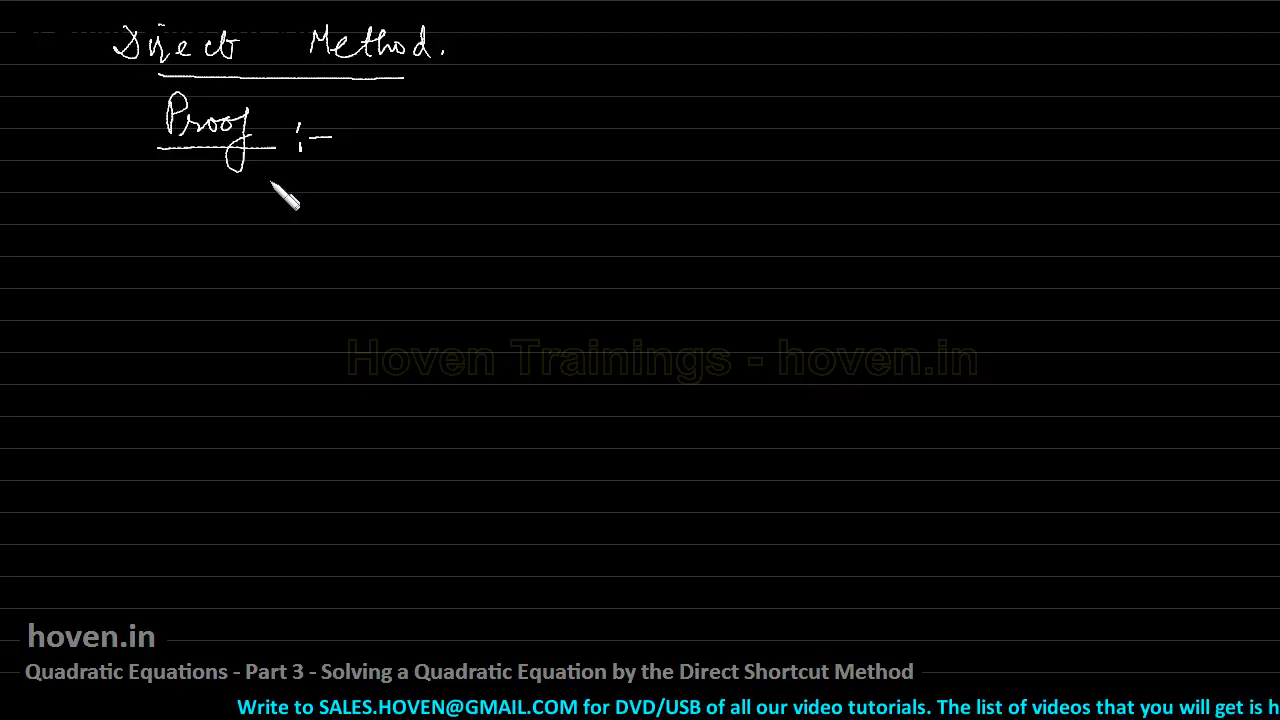 Direct Method.
Proof :-
Hoven Trainings - hoven.in
hoven.in
Quadratic Equations - Part 3 - Solving a Quadratic Equation by the Direct Shortcut Method
Write to SALES.HOVEN@GMAIL.COM for DVD/USB of all our video tutorials. The list of videos that you will get is h